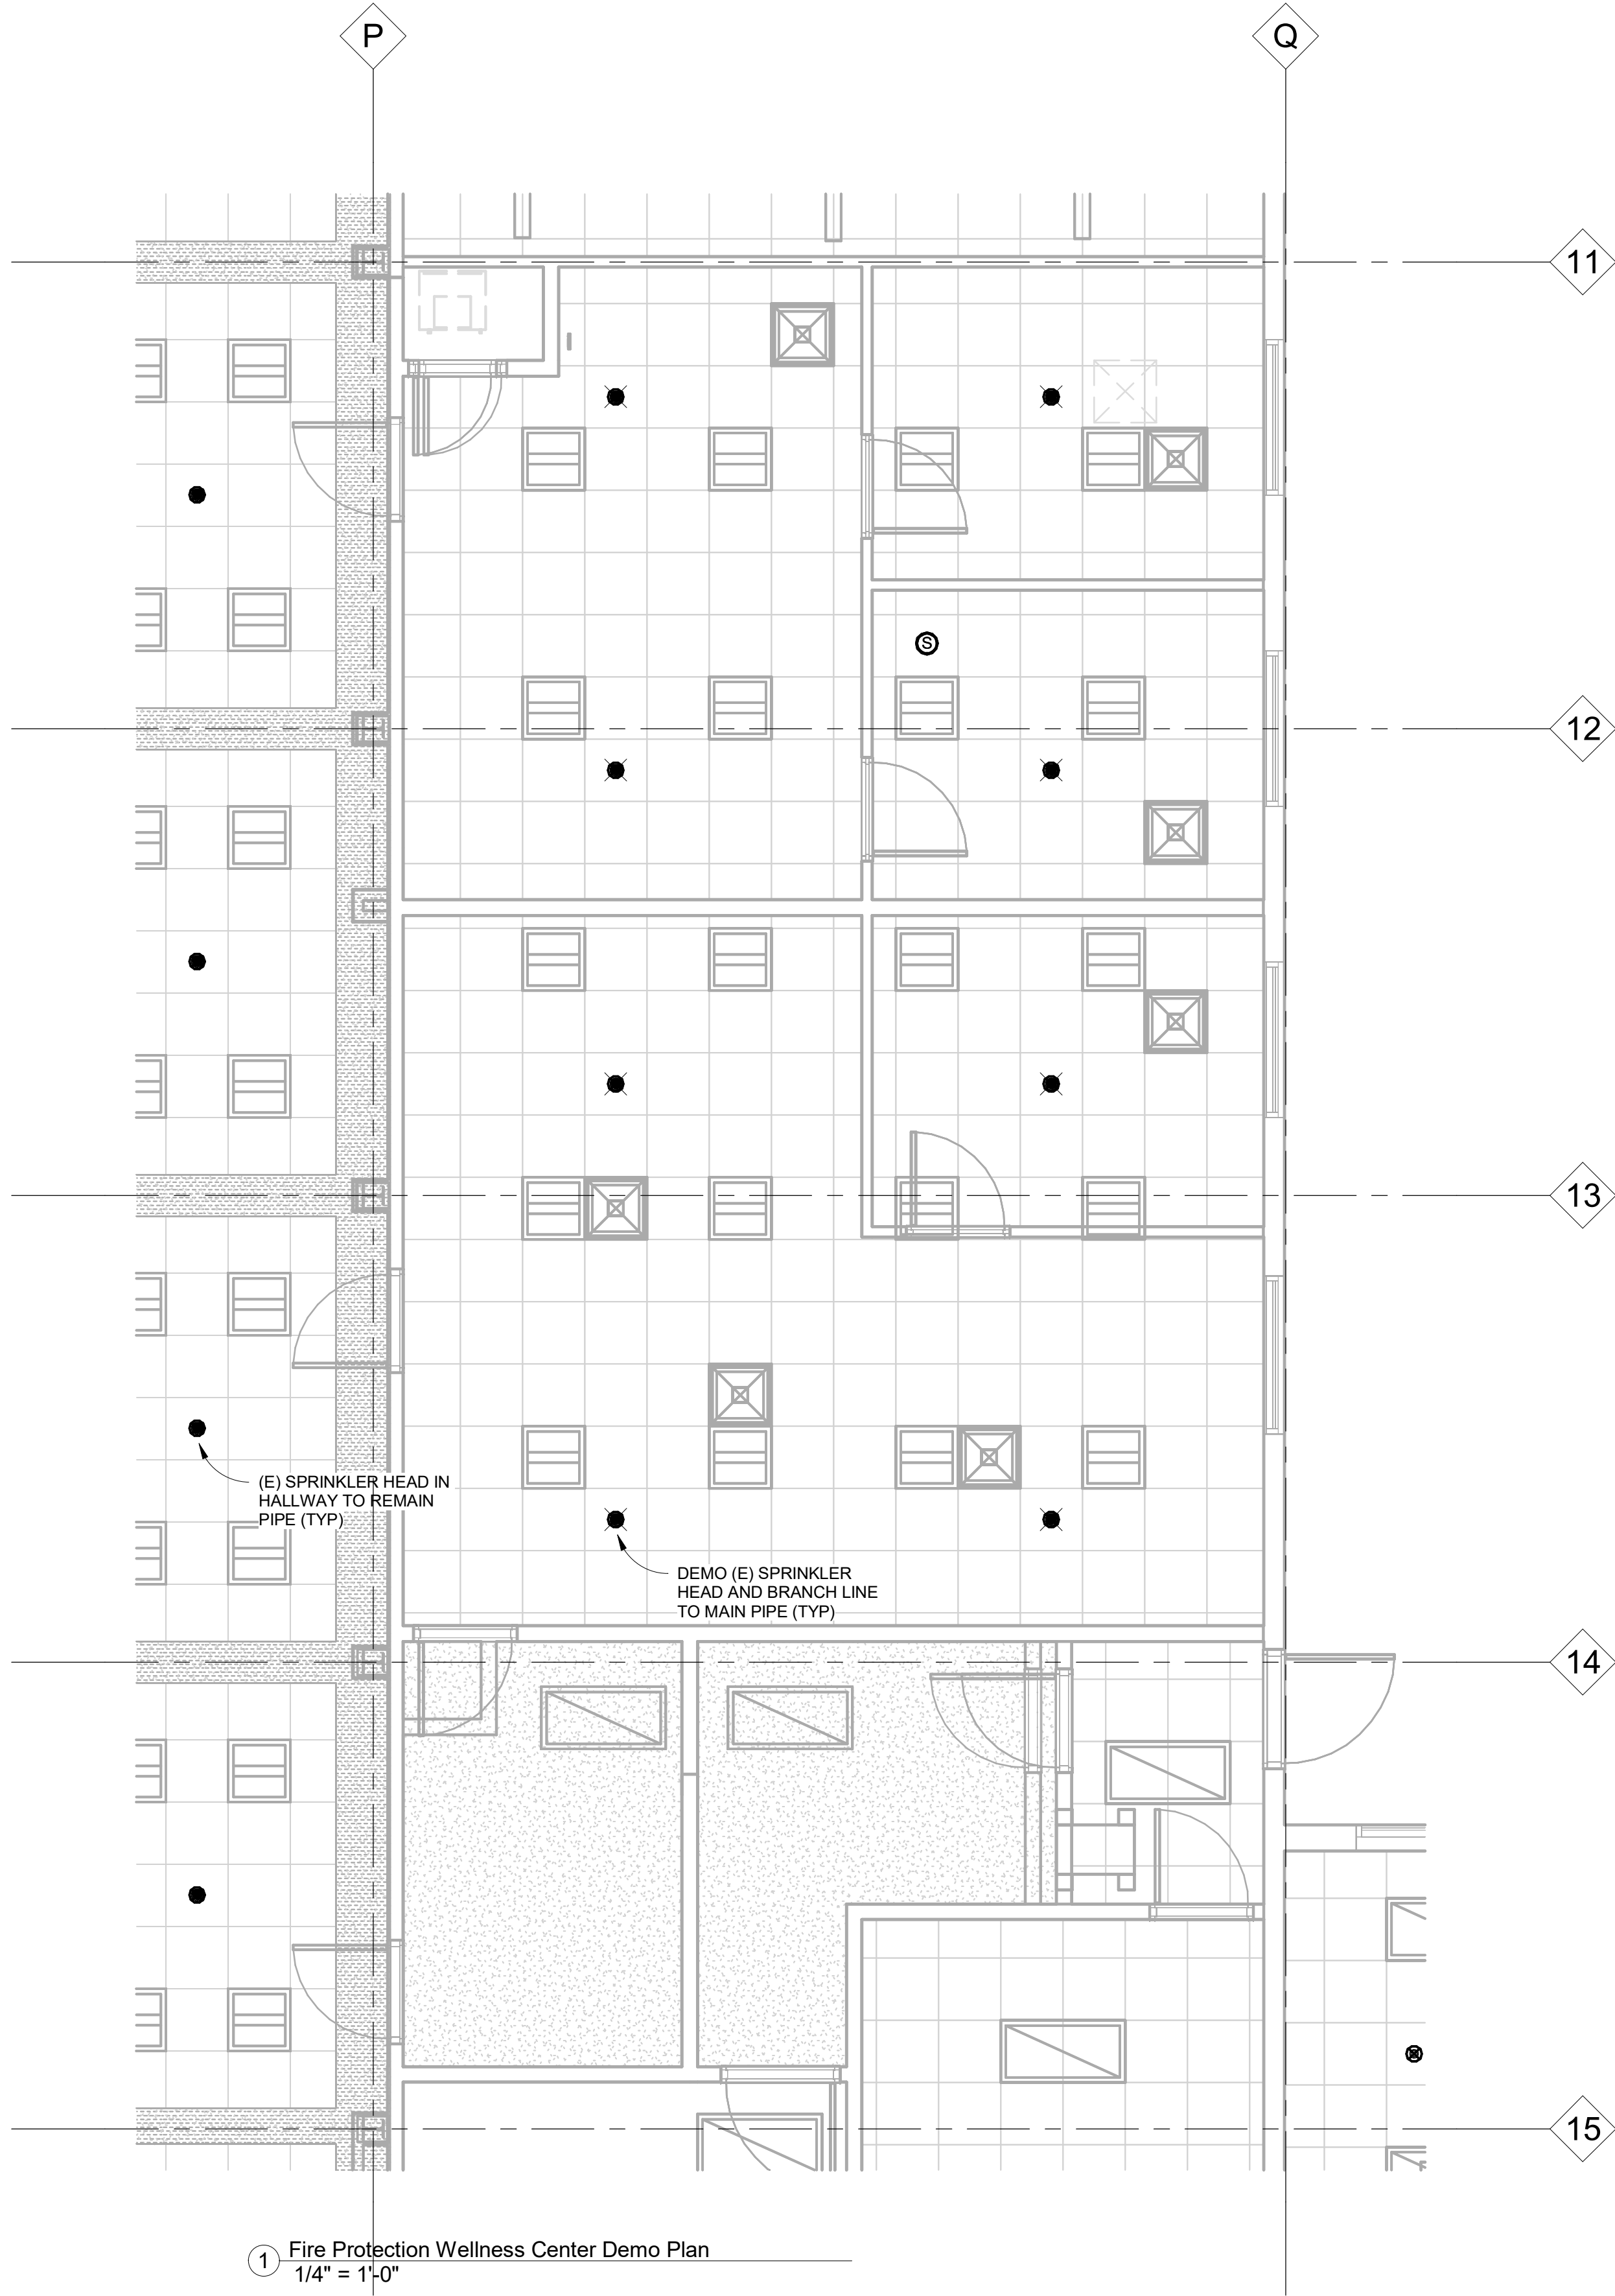 P
Q
11
S
12
13
(E) SPRINKLER HEAD IN
HALLWAY TO REMAIN
PIPE (TYP)
DEMO (E) SPRINKLER
HEAD AND BRANCH LINE
TO MAIN PIPE (TYP)
14
15
1
Fire Protection Wellness Center Demo Plan
1/4" = 1'-0"